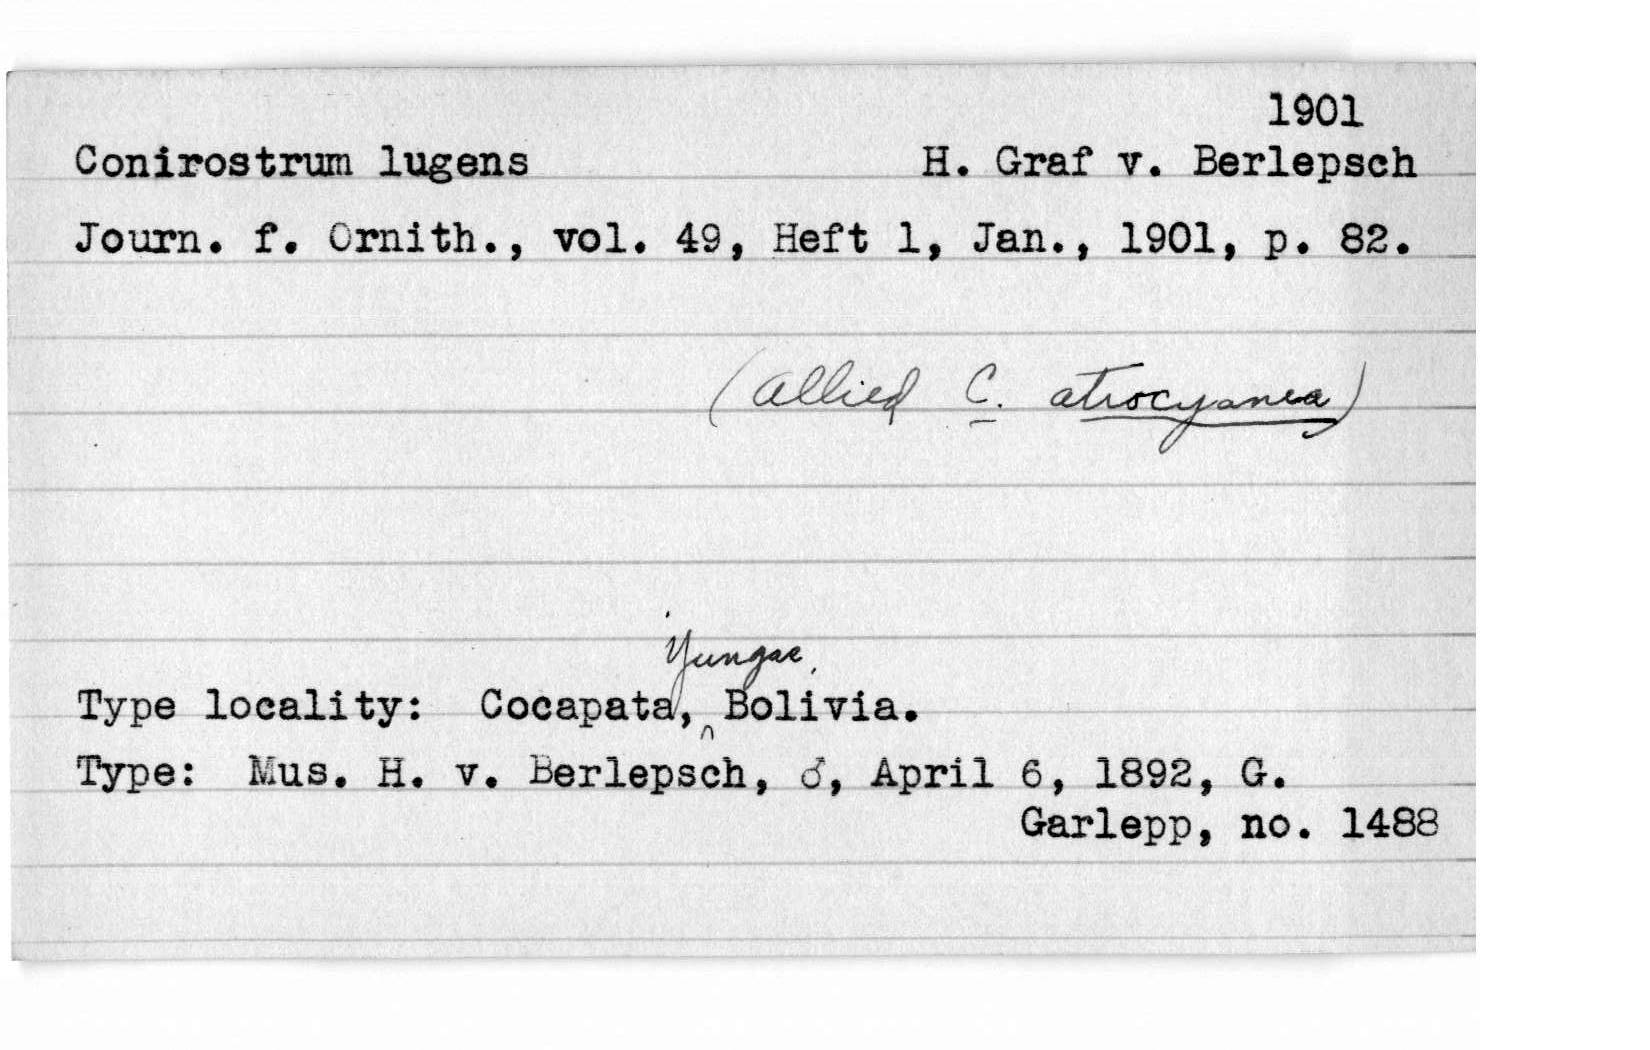 1901
Conirostrum lugens H. Graf v. Berlepsch
Journ. f. Ornith., vol. 49, Heft 1, Jan., 1901, p. 82.
(allied C. atrocyanea)
Yungas,
Type locality: Cocapata, ^ Bolivia.
Type: Mus. H. v. Berlepsch, ♂, April 6, 1892, G.
Garlepp, no. 1488